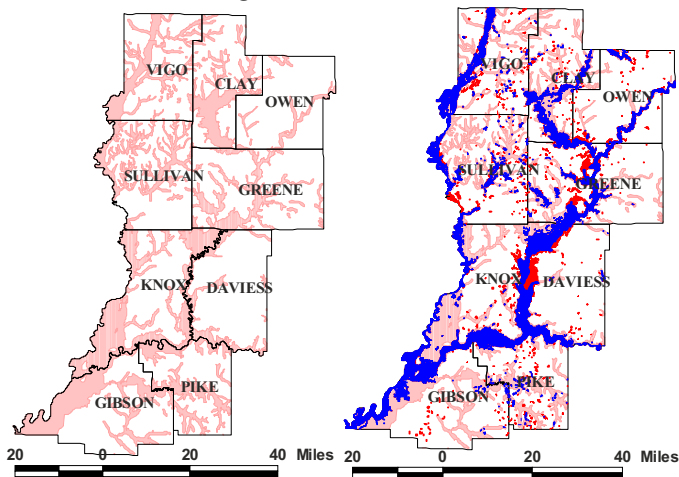 VIGO
CLAY
OWEN
SULLIVAN
GREENE
KNOX
DAVIESS
PIKE
GIBSON
20 0 20 40 Miles
VIGO
CLAY
OWEN
SULLIVAN
GREENE
KNOX
DAVIESS
PIKE
GIBSON
20 0 20 40 Miles